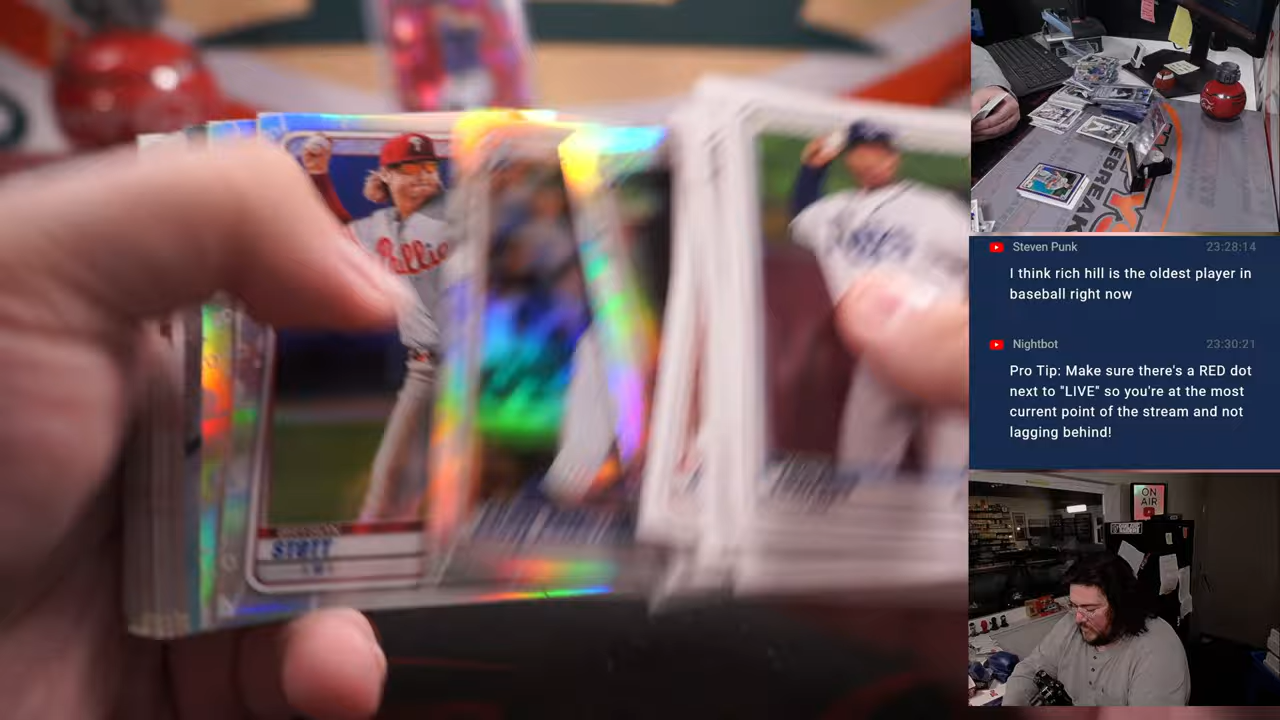 Phillies
STOTT
Steven Punk 23:28:14
I think rich hill is the oldest player in
baseball right now
Nightbot 23:30:21
Pro Tip: Make sure there's a RED dot
next to "LIVE" so you're at the most
current point of the stream and not
lagging behind!
ON
AIR